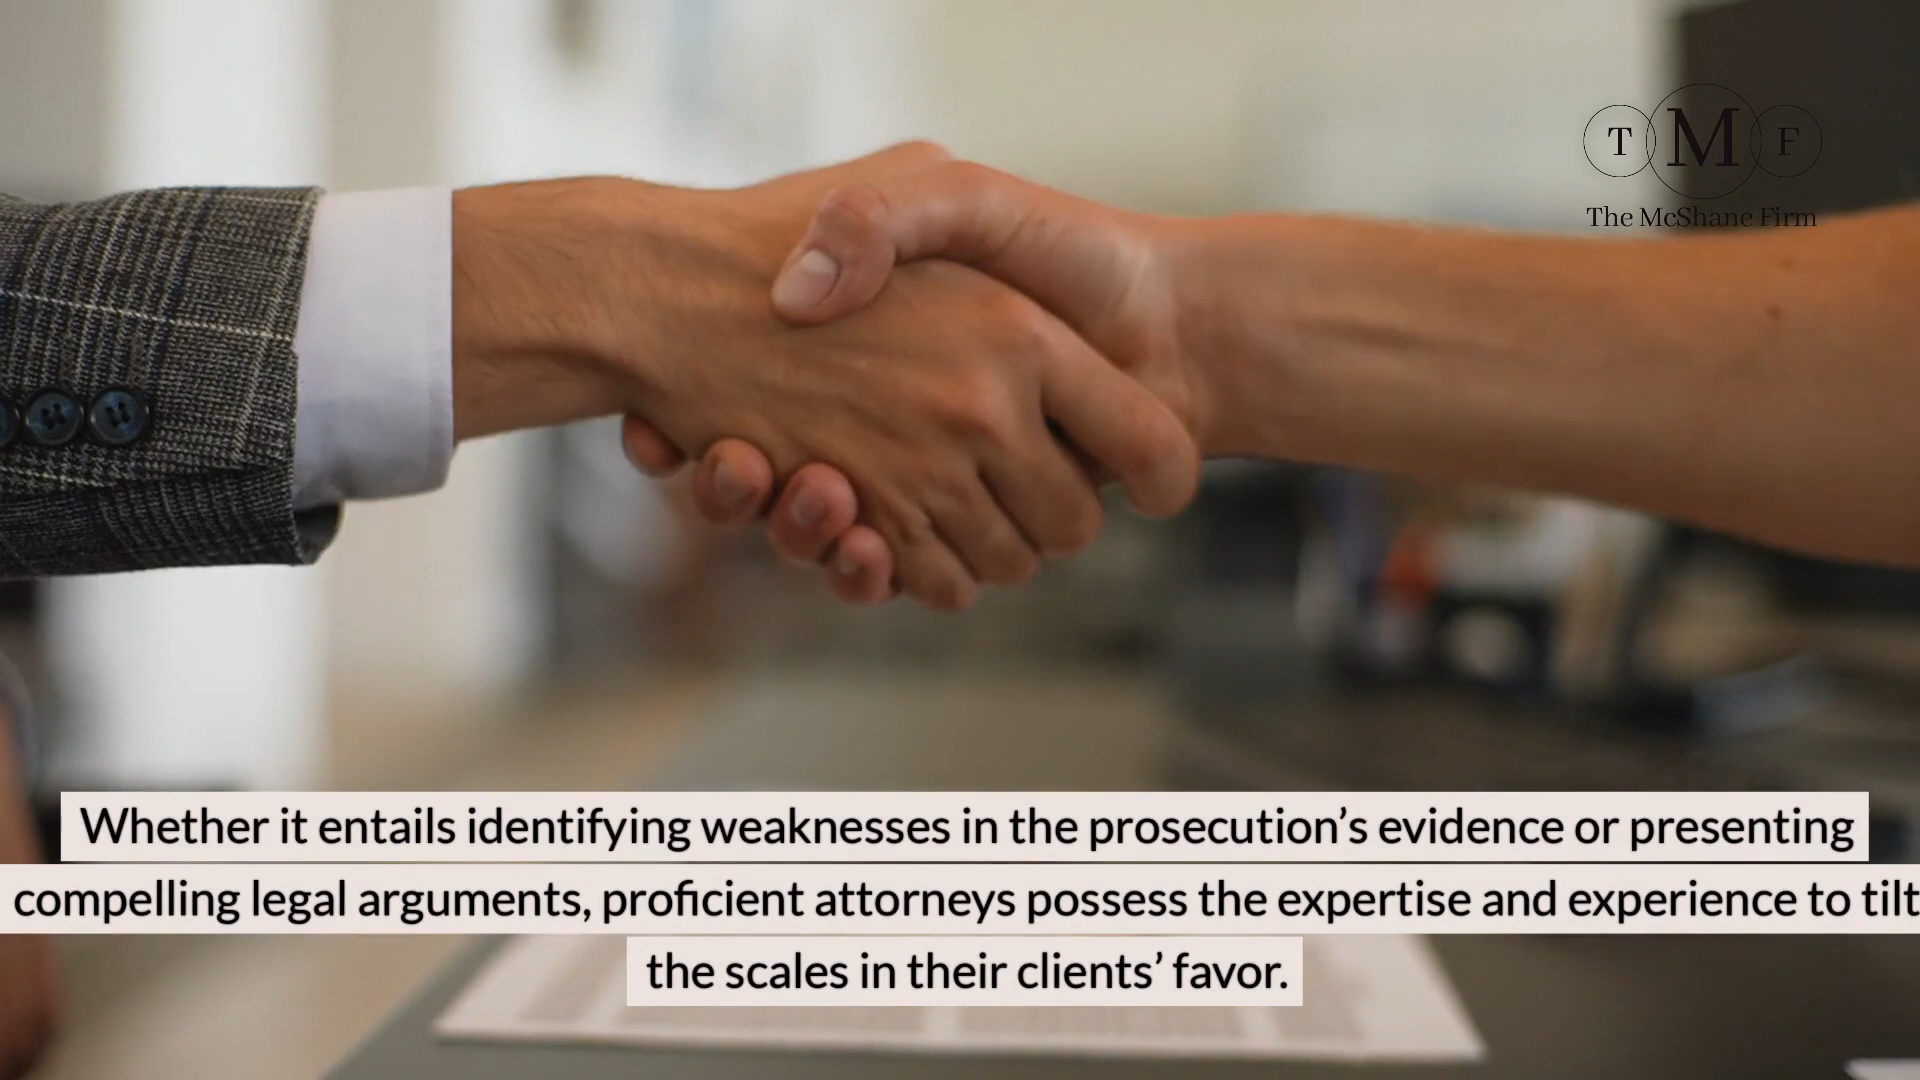 T M F
The McShane Firm
Whether it entails identifying weaknesses in the prosecution’s evidence or presenting
compelling legal arguments, proficient attorneys possess the expertise and experience to tilt
the scales in their clients’ favor.